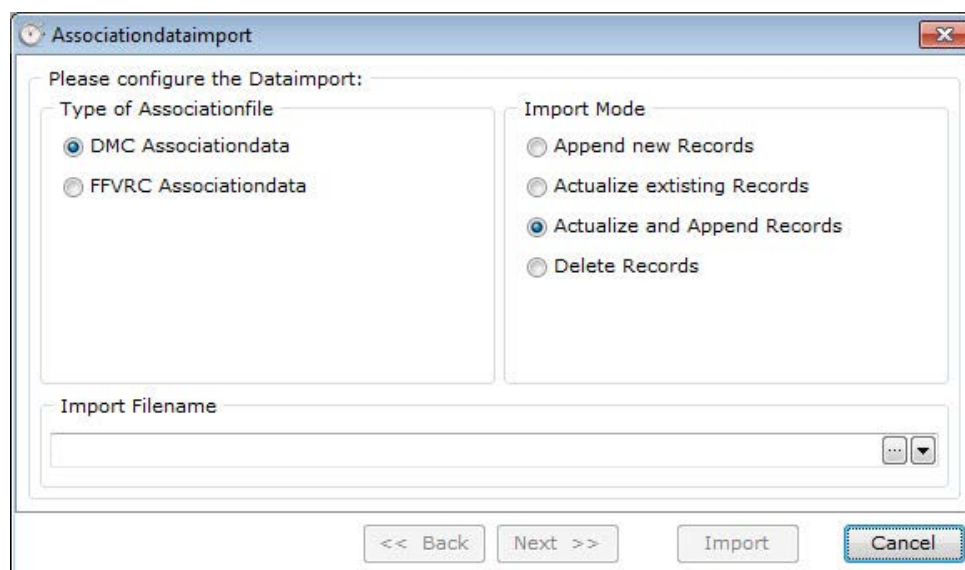 Associationdataimport
Please configure the Dataimport:
Type of Associationfile
DMC Associationdata
FFVRC Associationdata
Import Mode
Append new Records
Actualize extisting Records
Actualize and Append Records
Delete Records
Import Filename
...
<< Back Next >> Import Cancel